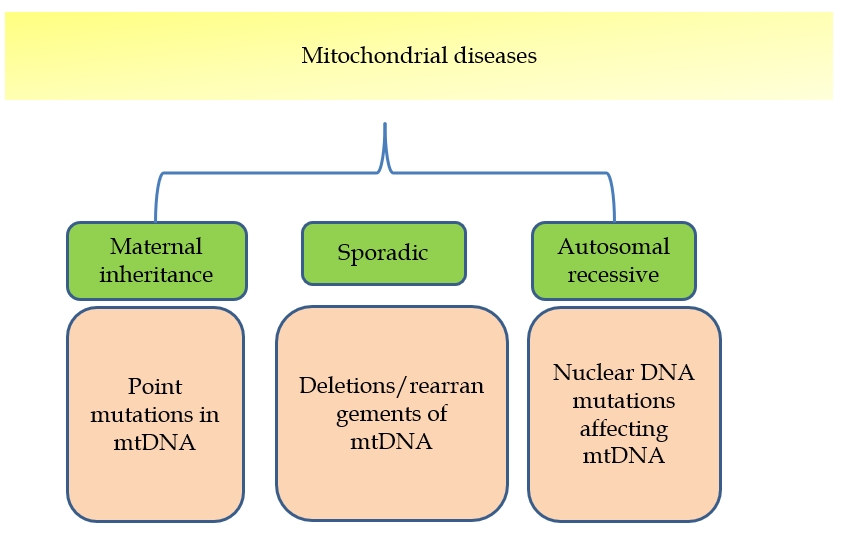 Mitochondrial diseases
Maternal
inheritance
Sporadic
Autosomal
recessive
Point
mutations in
mtDNA
Deletions/rearran
gements of
mtDNA
Nuclear DNA
mutations
affecting
mtDNA